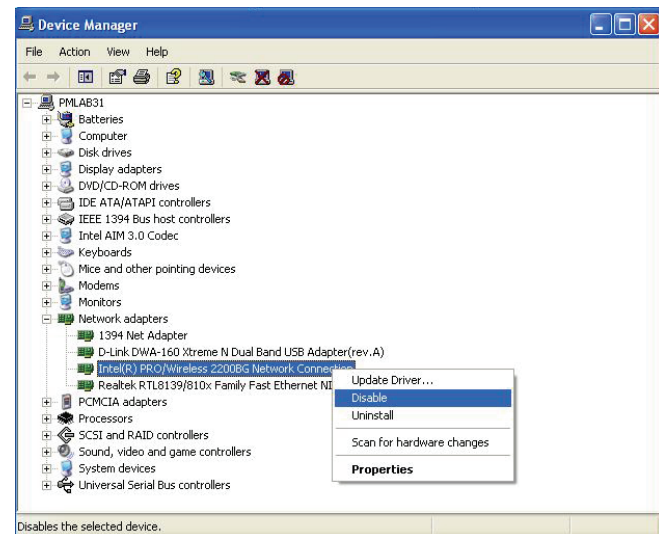 Device Manager
File Action View Help
PMLAB31
Batteries
Computer
Disk drives
Display adapters
DVD/CD-ROM drives
IDE ATA/ATAPI controllers
IEEE 1394 Bus host controllers
Intel AIM 3.0 Codec
Keyboards
Mice and other pointing devices
Modems
Monitors
Network adapters
1394 Net Adapter
D-Link DWA-160 Xtreme N Dual Band USB Adapter(rev.A)
Intel(R) PRO/Wireless 2200BG Network Connection
Realtek RTL8139/810x Family Fast Ethernet NI
PCMCIA adapters
Processors
SCSI and RAID controllers
Sound, video and game controllers
System devices
Universal Serial Bus controllers
Update Driver...
Disable
Uninstall
Scan for hardware changes
Properties
Disables the selected device.